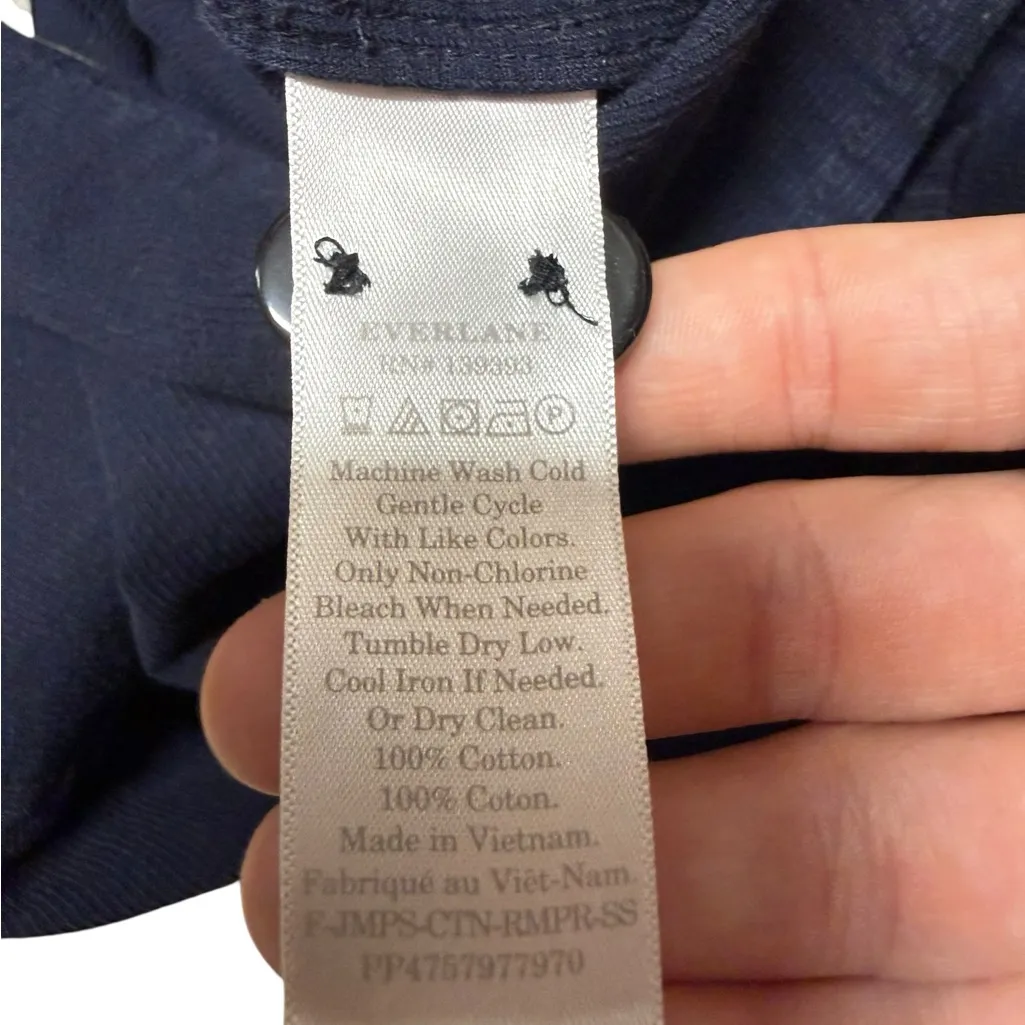 EVERLANE
RN# 139393
P
Machine Wash Cold
Gentle Cycle
With Like Colors.
Only Non-Chlorine
Bleach When Needed.
Tumble Dry Low.
Cool Iron If Needed.
Or Dry Clean.
100% Cotton.
100% Coton.
Made in Vietnam.
Fabriqué au Viêt-Nam.
F-JMPS-CTN-RMPR-SS
PP4757977970